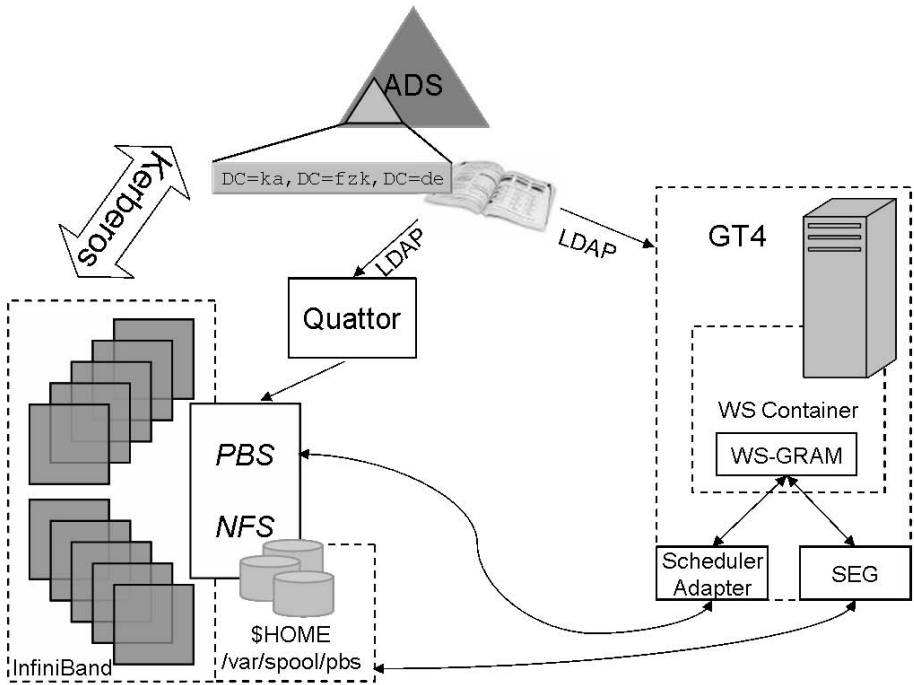 ADS
DC=ka,DC=fzk,DC=de
Kerberos
LDAP
LDAP
GT4
Quattor
WS Container
WS-GRAM
PBS
NFS
Scheduler
Adapter
SEG
$HOME
/var/spool/pbs
InfiniBand